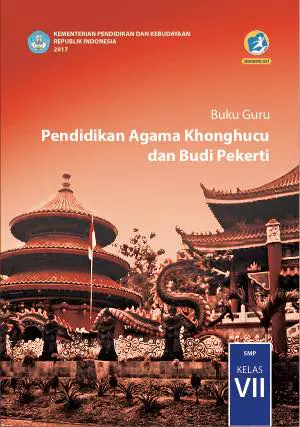 KEMENTERIAN PENDIDIKAN DAN KEBUDAYAAN
REPUBLIK INDONESIA
2017
Buku Guru
Pendidikan Agama Khonghucu
dan Budi Pekerti
SMP
KELAS
VII